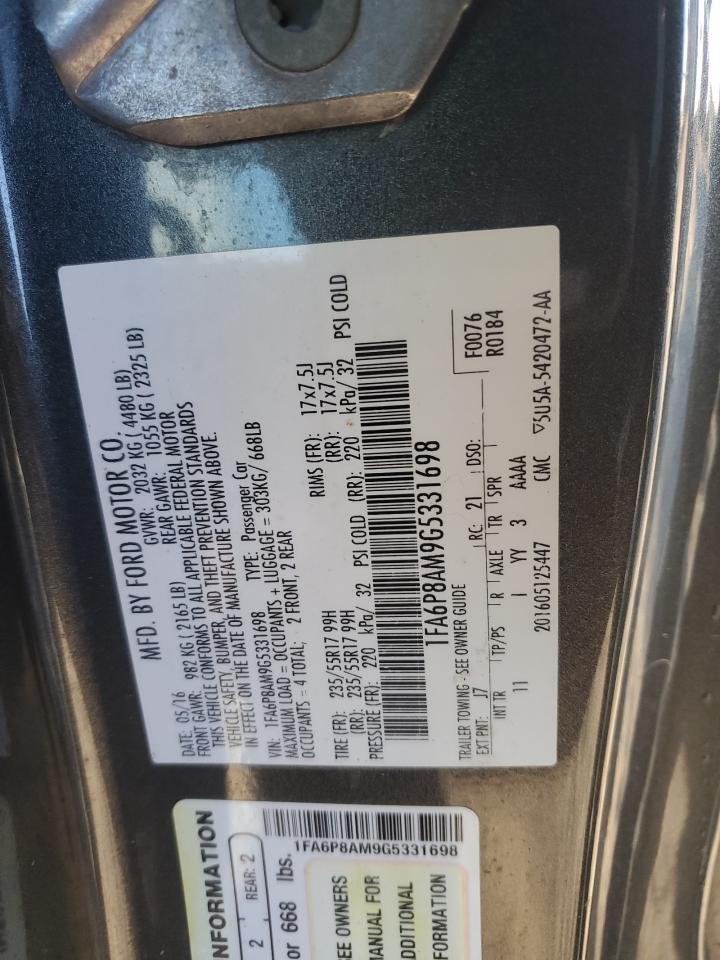 MFD. BY FORD MOTOR CO.
DATE: 05/16 GVWR: 2032 KG ( 4480 LB)
FRONT GAWR: 982 KG ( 2165 LB) REAR GAWR: 1055 KG ( 2325 LB)
THIS VEHICLE CONFORMS TO ALL APPLICABLE FEDERAL MOTOR
VEHICLE SAFETY, BUMPER, AND THEFT PREVENTION STANDARDS
IN EFFECT ON THE DATE OF MANUFACTURE SHOWN ABOVE.
VIN: 1FA6P8AM9G5331698 TYPE: Passenger Car
MAXIMUM LOAD = OCCUPANTS + LUGGAGE = 303KG/ 668LB
OCCUPANTS = 4 TOTAL: 2 FRONT, 2 REAR
TIRE (FR): 235/55R17 99H RIMS (FR): 17x7.5J
(RR): 235/55R17 99H (RR): 17x7.5J
PRESSURE (FR): 220 kPa/ 32 PSI COLD (RR): 220 kPa/ 32 PSI COLD
1FA6P8AM9G5331698
TRAILER TOWING - SEE OWNER GUIDE F0076
EXT PNT: J7 RC: 21 DSO: R0184
INT TR TP/PS R AXLE TR SPR
11 I YY 3 AAAA
201605125447 CMC ▽5U5A-5420472-AA
NFORMATION
2 REAR: 2
or 668 lbs.
1FA6P8AM9G5331698
SEE OWNERS
MANUAL FOR
ADDITIONAL
FORMATION